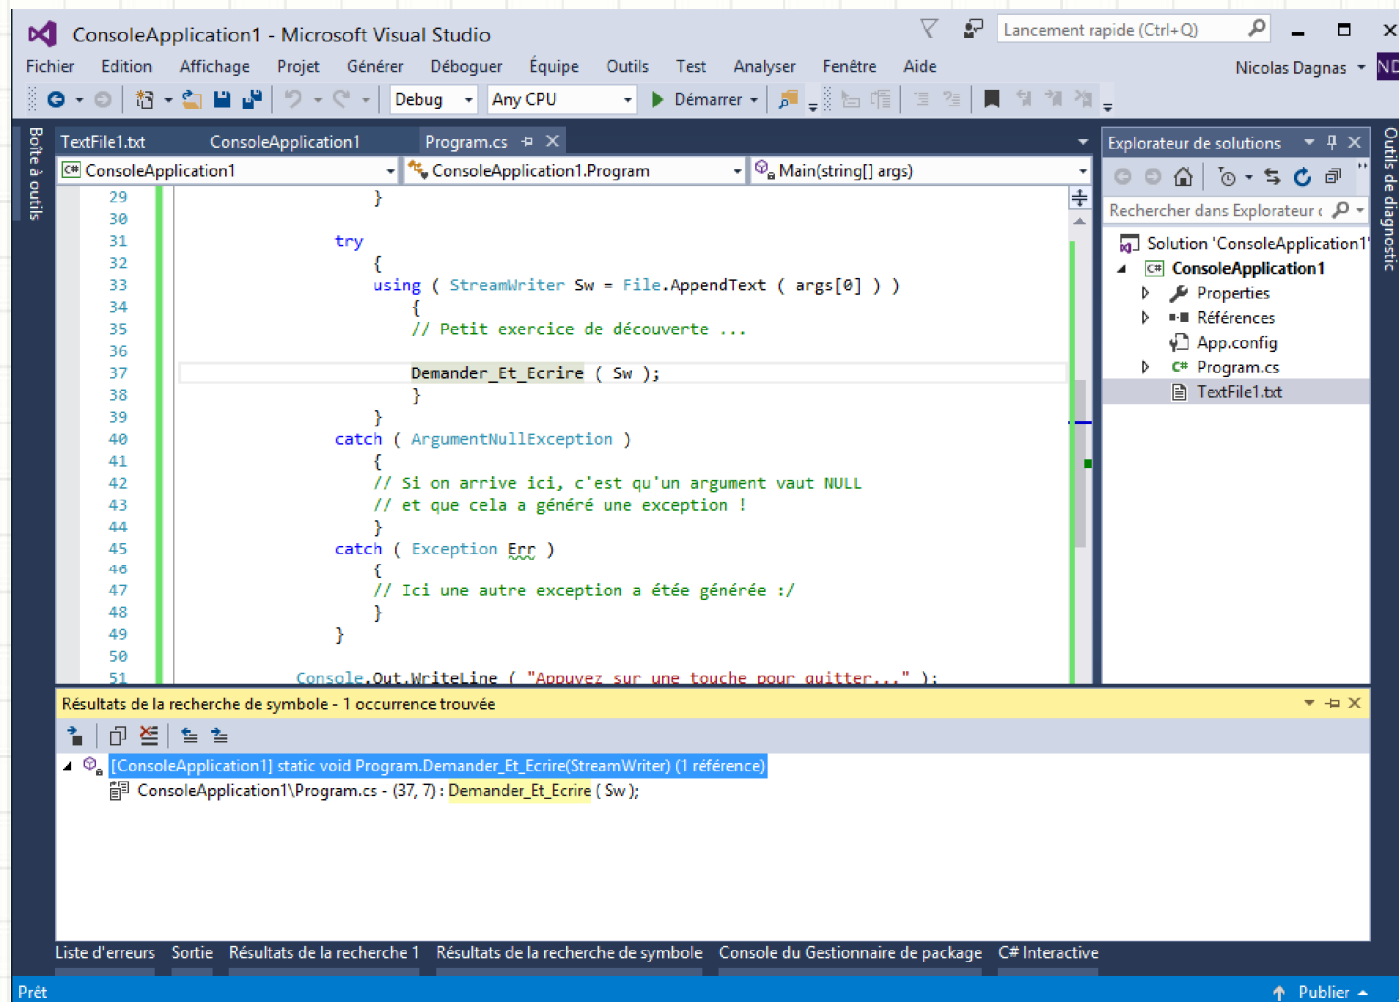 ConsoleApplication1 - Microsoft Visual Studio
Lancement rapide (Ctrl+Q)
Fichier Edition Affichage Projet Générer Déboguer Équipe Outils Test Analyser Fenêtre Aide
Nicolas Dagnas ND
Debug Any CPU Démarrer
Boîte à outils
TextFile1.txt ConsoleApplication1 Program.cs
C# ConsoleApplication1 ConsoleApplication1.Program Main(string[] args)
29 }
30
31 try
32 {
33 using ( StreamWriter Sw = File.AppendText ( args[0] ) )
34 {
35 // Petit exercice de découverte ...
36
37 Demander_Et_Ecrire ( Sw );
38 }
39 }
40 catch ( ArgumentNullException )
41 {
42 // Si on arrive ici, c'est qu'un argument vaut NULL
43 // et que cela a généré une exception !
44 }
45 catch ( Exception Err )
46 {
47 // Ici une autre exception a étée générée :/
48 }
49 }
50
51 Console.Out.WriteLine ( "Appuyez sur une touche pour quitter..." );
Explorateur de solutions
Rechercher dans Explorateur
Solution 'ConsoleApplication1'
C# ConsoleApplication1
Properties
Références
App.config
C# Program.cs
TextFile1.txt
Outils de diagnostic
Résultats de la recherche de symbole - 1 occurrence trouvée
[ConsoleApplication1] static void Program.Demander_Et_Ecrire(StreamWriter) (1 référence)
ConsoleApplication1\Program.cs - (37, 7) : Demander_Et_Ecrire ( Sw );
Liste d'erreurs Sortie Résultats de la recherche 1 Résultats de la recherche de symbole Console du Gestionnaire de package C# Interactive
Prêt
Publier